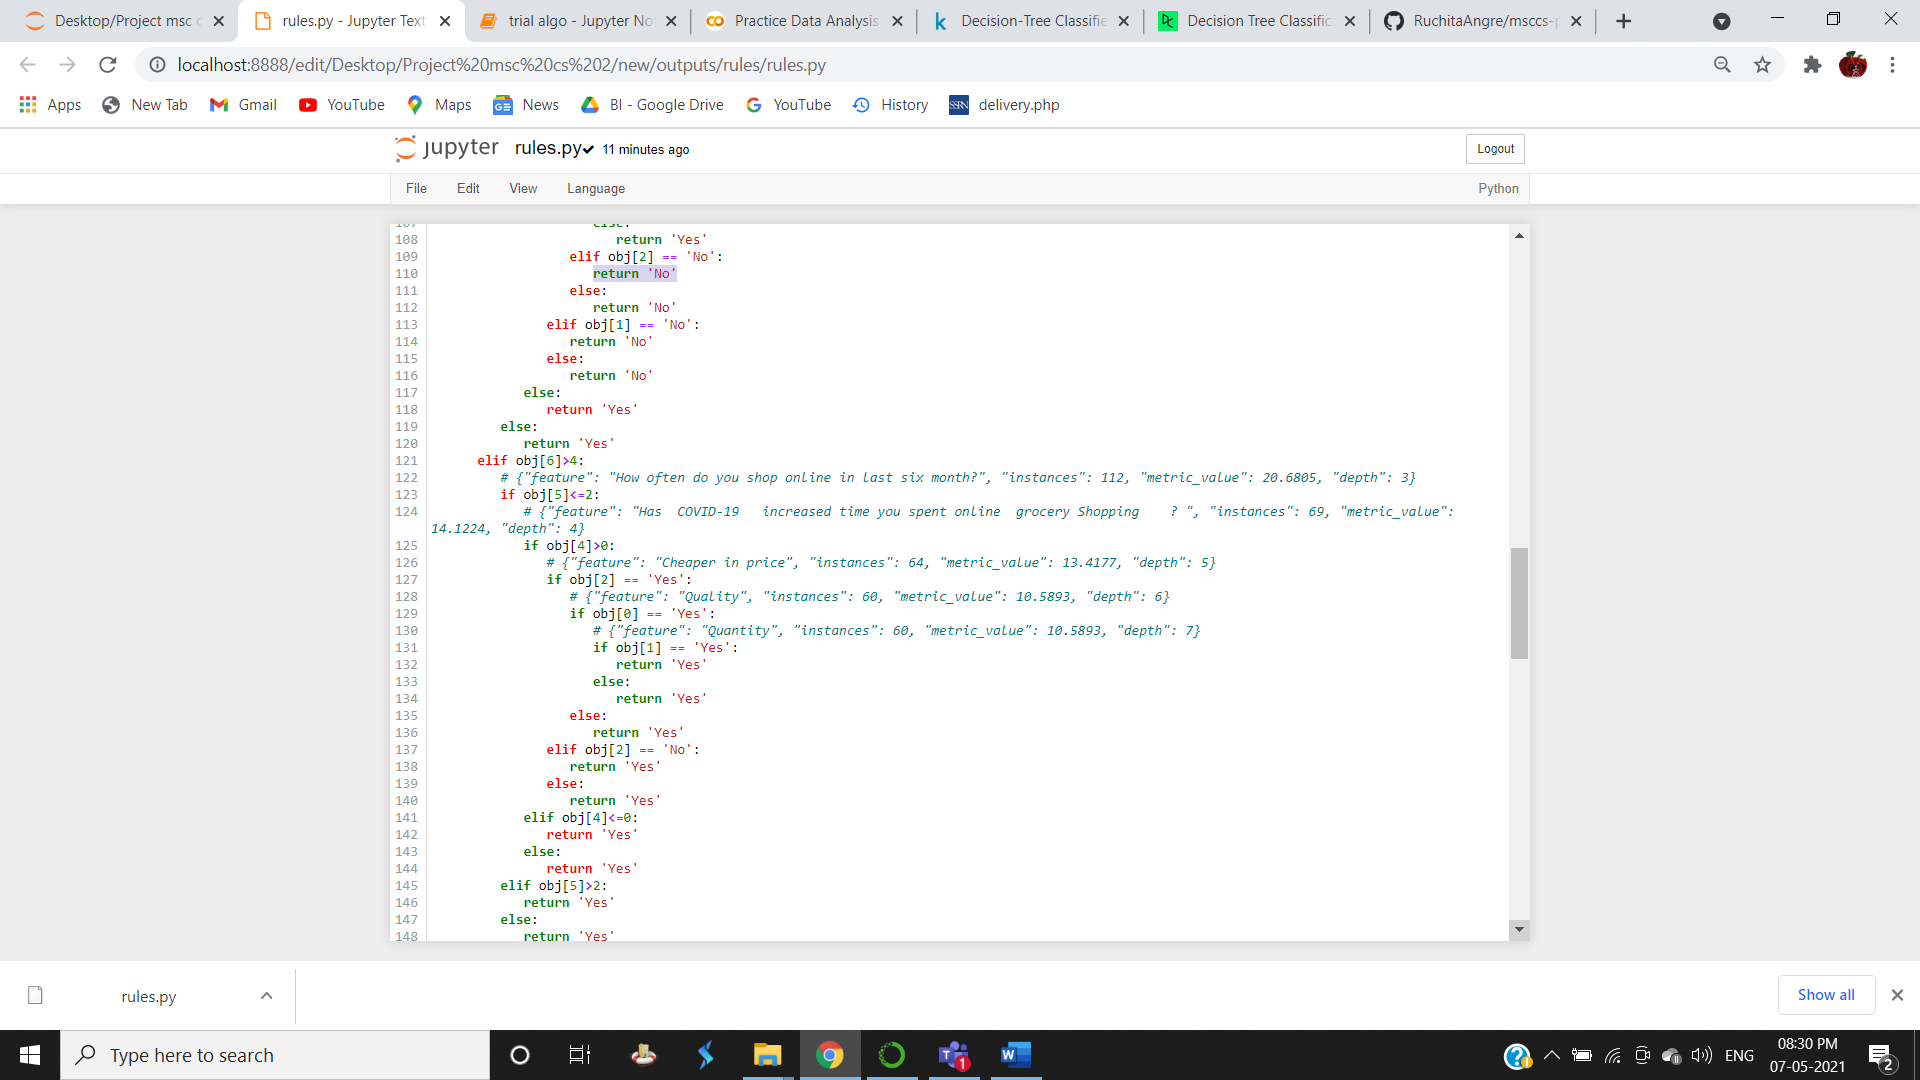 Desktop/Project msc c
rules.py - Jupyter Text
trial algo - Jupyter No
Practice Data Analysis
Decision-Tree Classifie
Decision Tree Classific
RuchitaAngre/msccs-p
localhost:8888/edit/Desktop/Project%20msc%20cs%202/new/outputs/rules/rules.py
Apps New Tab Gmail YouTube Maps News BI - Google Drive YouTube History delivery.php
jupyter rules.py 11 minutes ago Logout
File Edit View Language Python
107 else:
108 return 'Yes'
109 elif obj[2] == 'No':
110 return 'No'
111 else:
112 return 'No'
113 elif obj[1] == 'No':
114 return 'No'
115 else:
116 return 'No'
117 else:
118 return 'Yes'
119 else:
120 return 'Yes'
121 elif obj[6]>4:
122 # {"feature": "How often do you shop online in last six month?", "instances": 112, "metric_value": 20.6805, "depth": 3}
123 if obj[5]<=2:
124 # {"feature": "Has  COVID-19   increased time you spent online  grocery Shopping    ? ", "instances": 69, "metric_value":
14.1224, "depth": 4}
125 if obj[4]>0:
126 # {"feature": "Cheaper in price", "instances": 64, "metric_value": 13.4177, "depth": 5}
127 if obj[2] == 'Yes':
128 # {"feature": "Quality", "instances": 60, "metric_value": 10.5893, "depth": 6}
129 if obj[0] == 'Yes':
130 # {"feature": "Quantity", "instances": 60, "metric_value": 10.5893, "depth": 7}
131 if obj[1] == 'Yes':
132 return 'Yes'
133 else:
134 return 'Yes'
135 else:
136 return 'Yes'
137 elif obj[2] == 'No':
138 return 'Yes'
139 else:
140 return 'Yes'
141 elif obj[4]<=0:
142 return 'Yes'
143 else:
144 return 'Yes'
145 elif obj[5]>2:
146 return 'Yes'
147 else:
148 return 'Yes'
rules.py
Show all
Type here to search
ENG
08:30 PM
07-05-2021
2
1